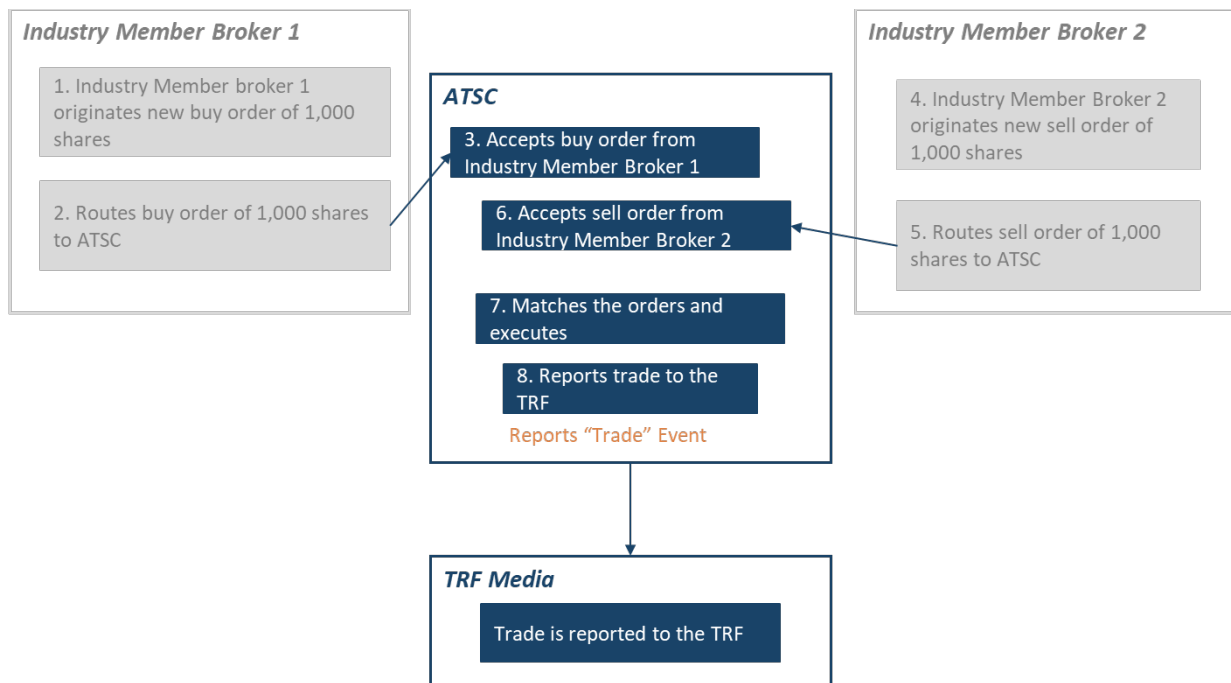 Industry Member Broker 1
1. Industry Member broker 1
originates new buy order of 1,000
shares
2. Routes buy order of 1,000 shares
to ATSC
ATSC
3. Accepts buy order from
Industry Member Broker 1
6. Accepts sell order from
Industry Member Broker 2
7. Matches the orders and
executes
8. Reports trade to the
TRF
Reports “Trade” Event
Industry Member Broker 2
4. Industry Member Broker 2
originates new sell order of
1,000 shares
5. Routes sell order of 1,000
shares to ATSC
TRF Media
Trade is reported to the TRF